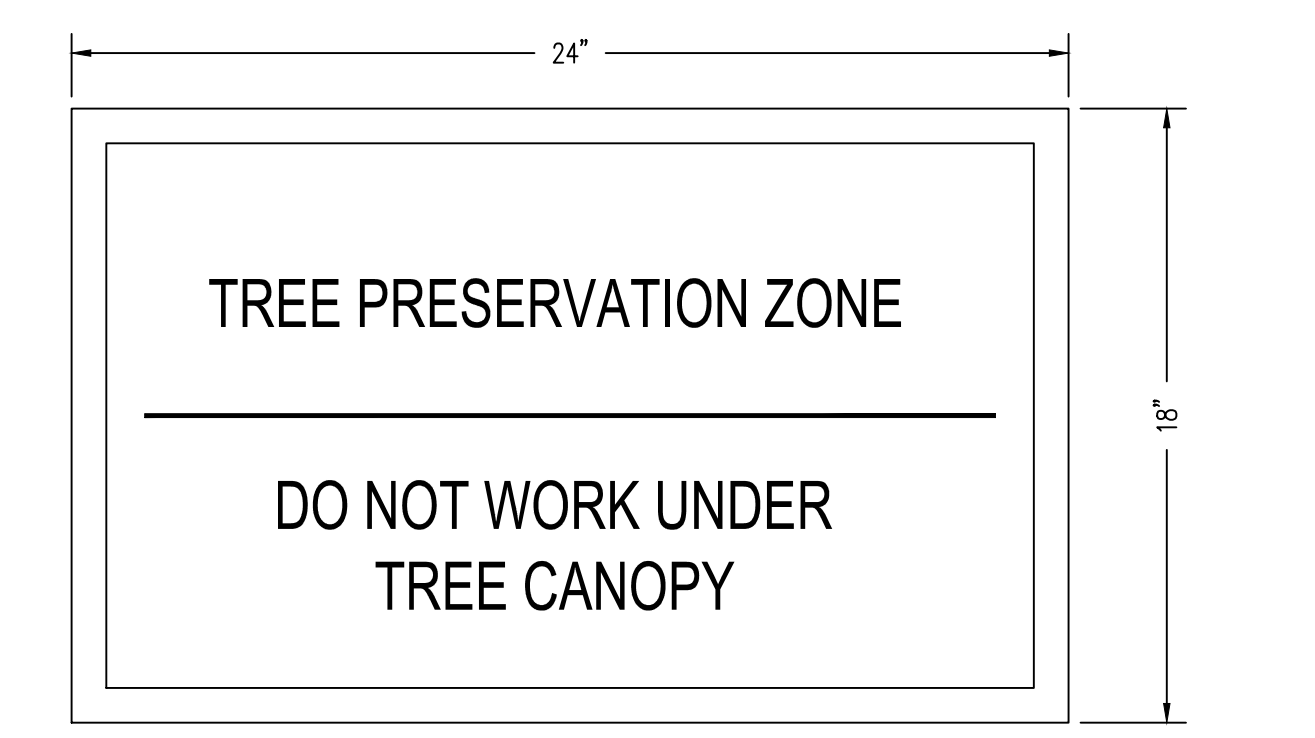 24”
TREE PRESERVATION ZONE
18”
DO NOT WORK UNDER
TREE CANOPY